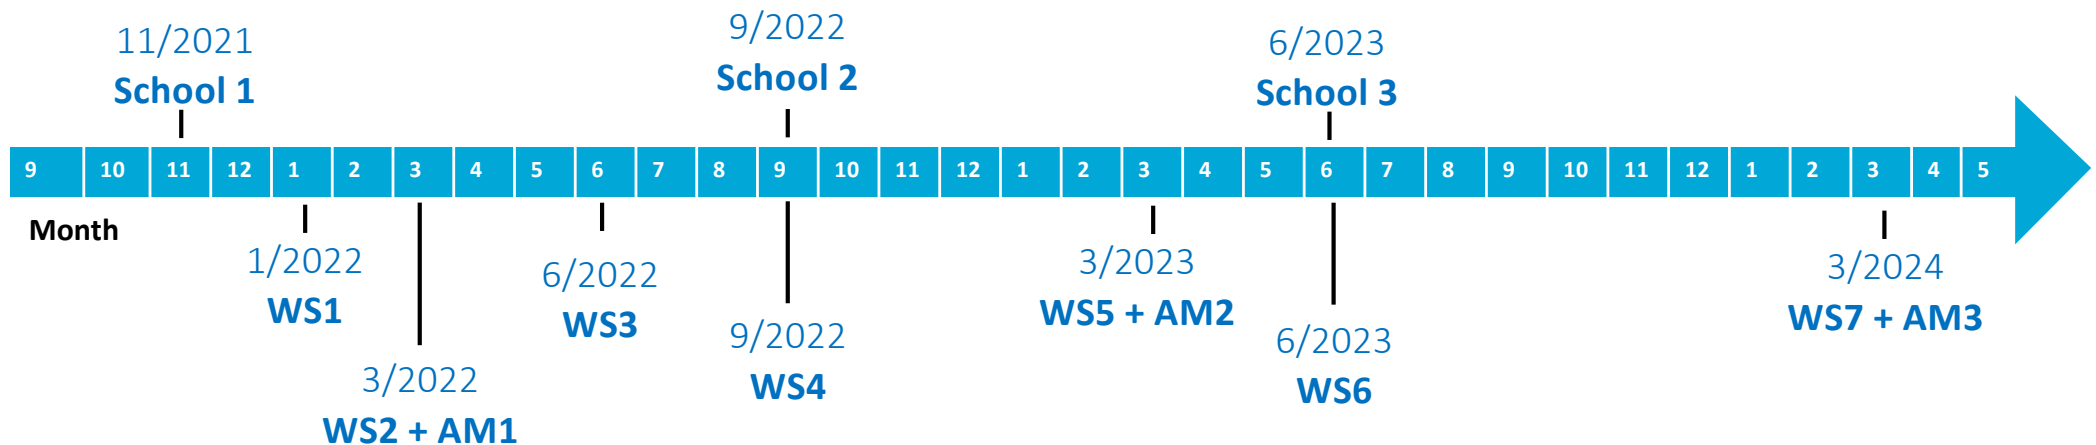 11/2021
School 1
9/2022
School 2
6/2023
School 3
9 10 11 12 1 2 3 4 5 6 7 8 9 10 11 12 1 2 3 4 5 6 7 8 9 10 11 12 1 2 3 4 5
Month
1/2022
WS1
3/2022
WS2 + AM1
6/2022
WS3
9/2022
WS4
3/2023
WS5 + AM2
6/2023
WS6
3/2024
WS7 + AM3